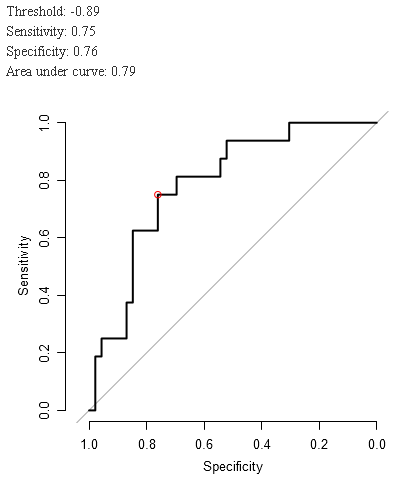 Threshold: -0.89
Sensitivity: 0.75
Specificity: 0.76
Area under curve: 0.79
1.0
0.8
0.6
0.4
0.2
0.0
Sensitivity
1.0 0.8 0.6 0.4 0.2 0.0
Specificity